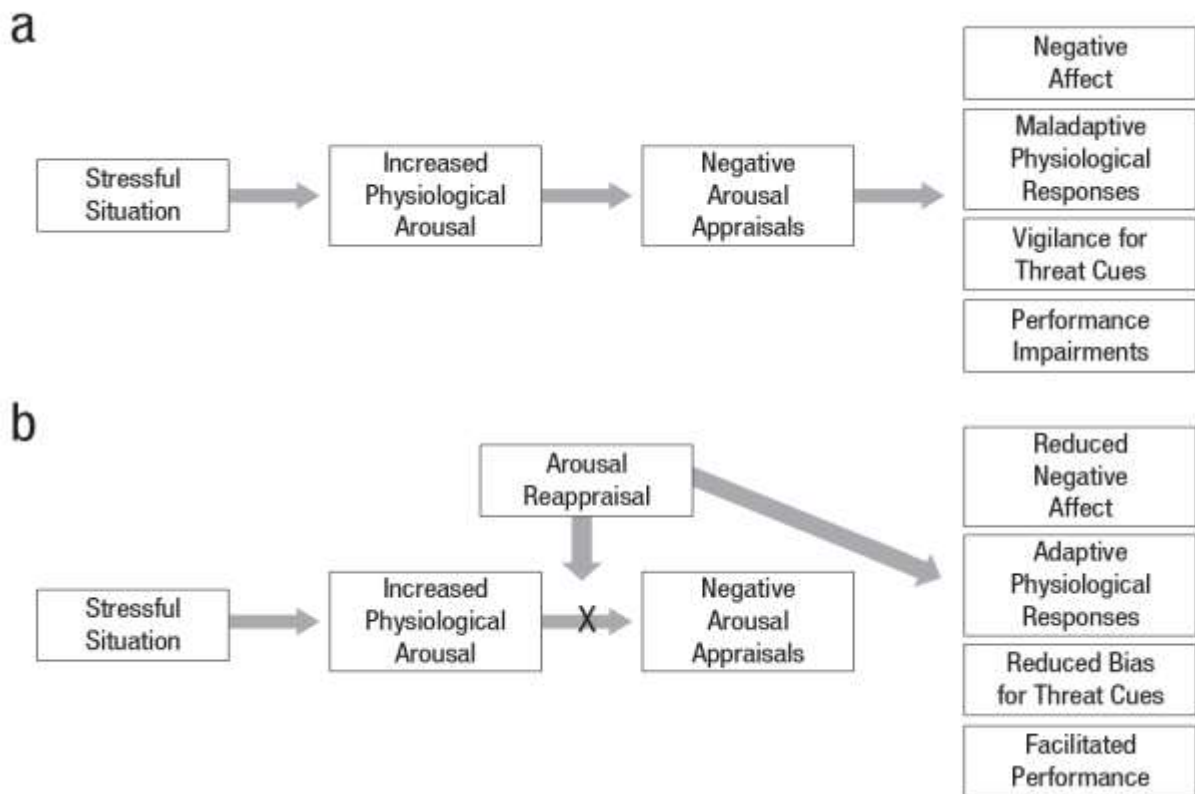 a
Negative
Affect
Stressful
Situation
Increased
Physiological
Arousal
Negative
Arousal
Appraisals
Maladaptive
Physiological
Responses
Vigilance for
Threat Cues
Performance
Impairments
b
Arousal
Reappraisal
Reduced
Negative
Affect
Stressful
Situation
Increased
Physiological
Arousal
X
Negative
Arousal
Appraisals
Adaptive
Physiological
Responses
Reduced Bias
for Threat Cues
Facilitated
Performance